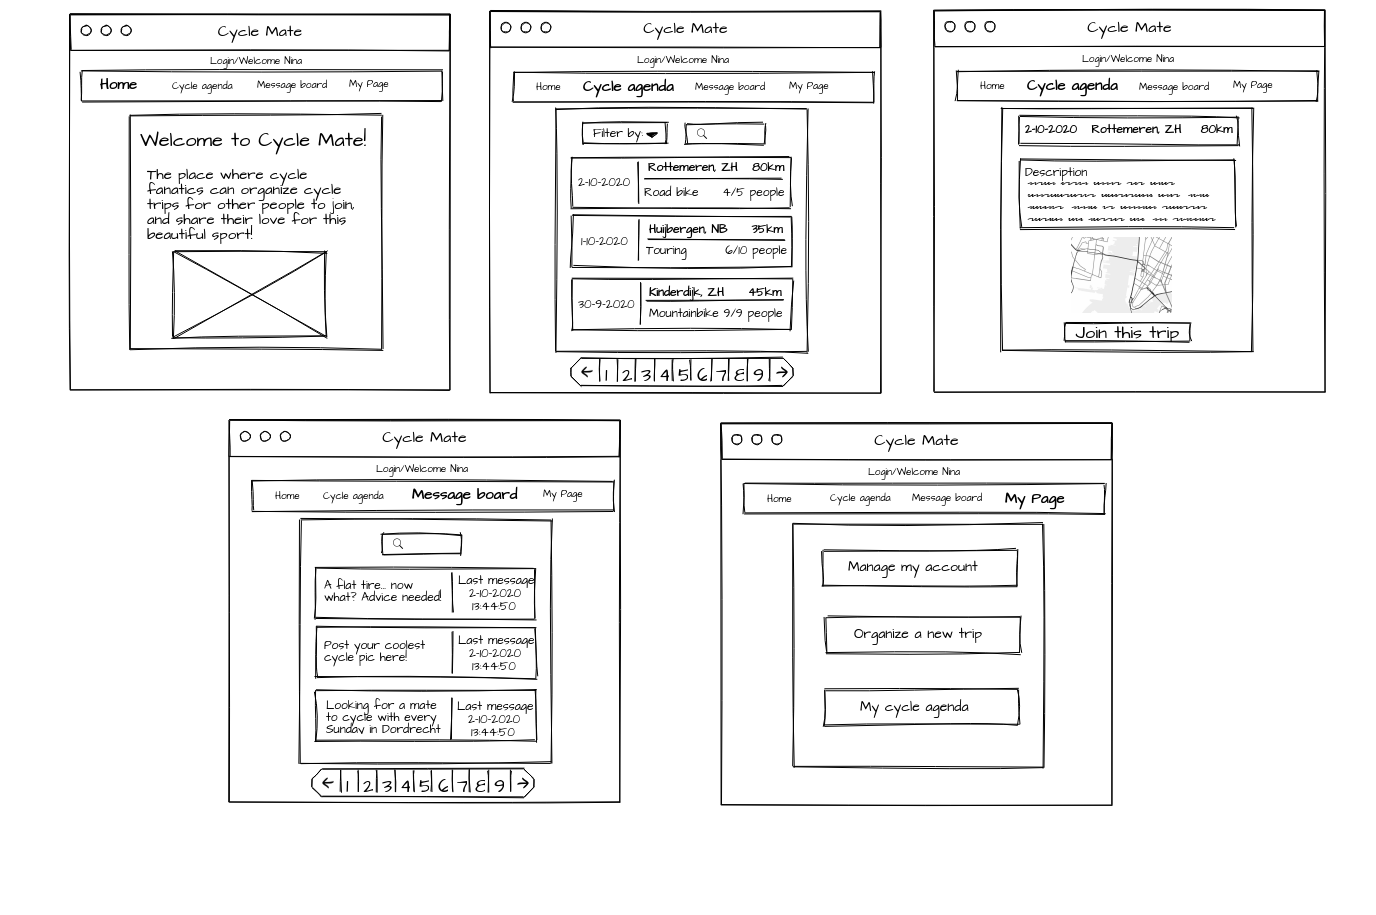 Cycle Mate
Login/Welcome Nina
Home Cycle agenda Message board My Page
Welcome to Cycle Mate!
The place where cycle
fanatics can organize cycle
trips for other people to join,
and share their love for this
beautiful sport!
Cycle Mate
Login/Welcome Nina
Home Cycle agenda Message board My Page
Filter by:
2-10-2020 Rottemeren, ZH 80km
Road bike 4/5 people
1-10-2020 Huijbergen, NB 35km
Touring 6/10 people
30-9-2020 Kinderdijk, ZH 45km
Mountainbike 9/9 people
← 1 2 3 4 5 6 7 8 9 →
Cycle Mate
Login/Welcome Nina
Home Cycle agenda Message board My Page
2-10-2020 Rottemeren, ZH 80km
Description
Join this trip
Cycle Mate
Login/Welcome Nina
Home Cycle agenda Message board My Page
A flat tire... now
what? Advice needed!
Last message
2-10-2020
13:44:50
Post your coolest
cycle pic here!
Last message
2-10-2020
13:44:50
Looking for a mate
to cycle with every
Sunday in Dordrecht
Last message
2-10-2020
13:44:50
← 1 2 3 4 5 6 7 8 9 →
Cycle Mate
Login/Welcome Nina
Home Cycle agenda Message board My Page
Manage my account
Organize a new trip
My cycle agenda